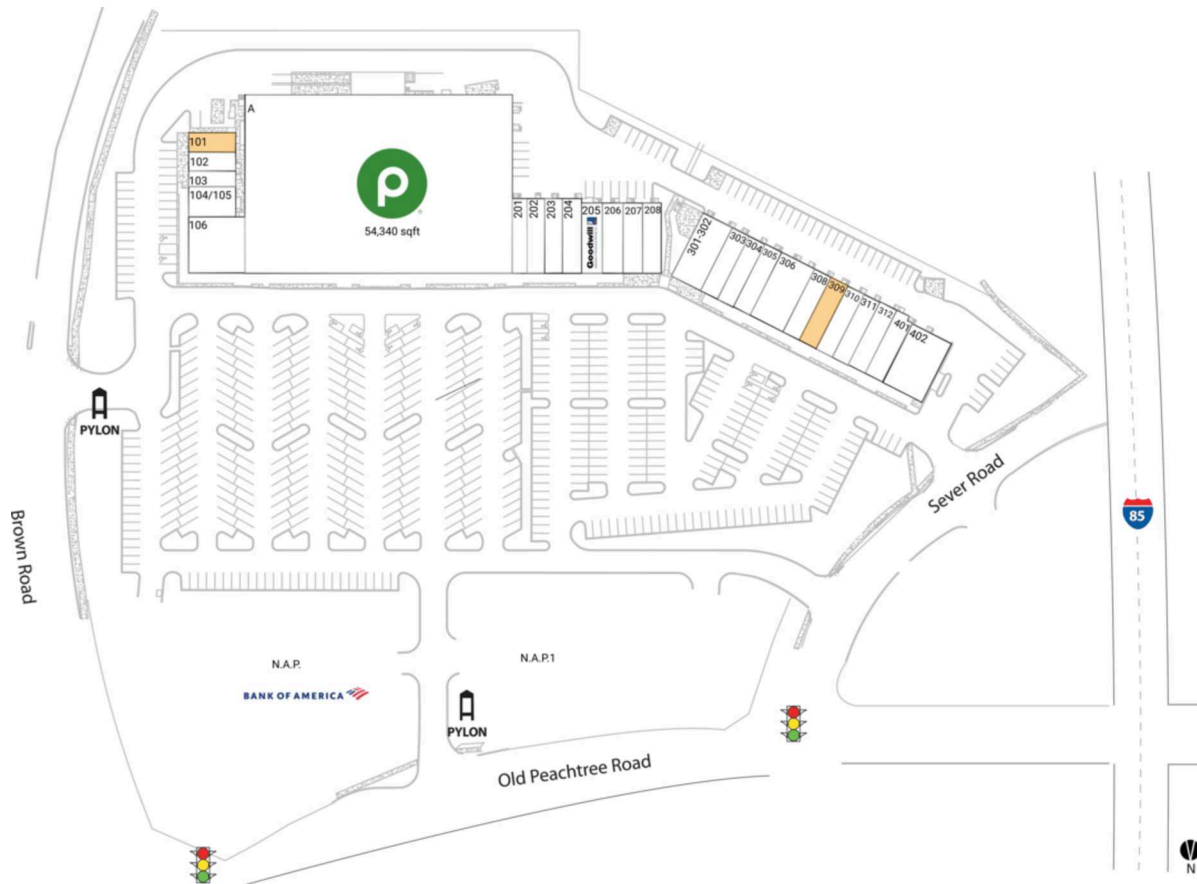 A
101
102
103
104/105
106
54,340 sqft
201
202
203
204
205
Goodwill
206
207
208
301-302
303
304
305
306
308
309
310
311
312
401
402
PYLON
Brown Road
Sever Road
85
N.A.P.
BANK OF AMERICA
N.A.P.1
PYLON
Old Peachtree Road
N